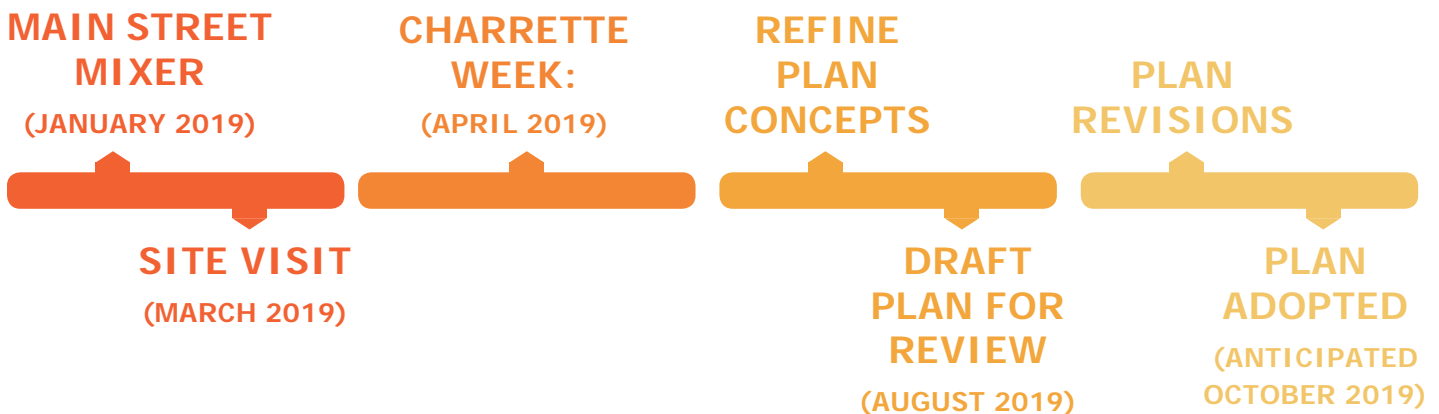 MAIN STREET
MIXER
(JANUARY 2019)
SITE VISIT
(MARCH 2019)
CHARRETTE
WEEK:
(APRIL 2019)
REFINE
PLAN
CONCEPTS
DRAFT
PLAN FOR
REVIEW
(AUGUST 2019)
PLAN
REVISIONS
PLAN
ADOPTED
(ANTICIPATED
OCTOBER 2019)